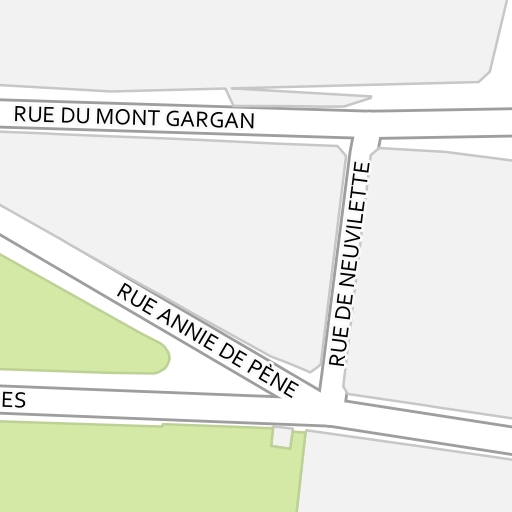 RUE DU MONT GARGAN
RUE DE NEUVILETTE
RUE ANNIE DE PÈNE
ES